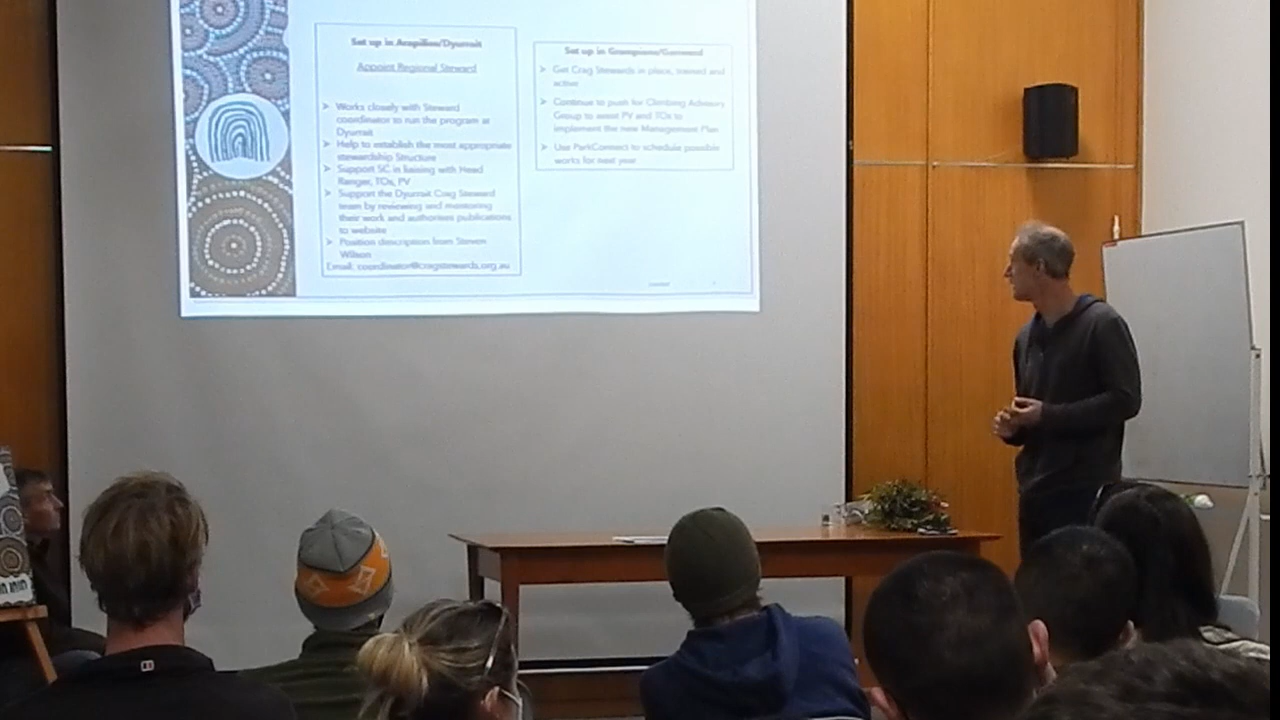 Set up in Arapiles/Dyurrait
Appoint Regional Steward
➢ Works closely with Steward
coordinator to run the program at
Dyurrait
➢ Help to establish the most appropriate
stewardship Structure
➢ Support SC in liaising with Head
Ranger, TOs, PV
➢ Support the Dyurrait Crag Steward
team by reviewing and mentoring
their work and authorises publications
to website
➢ Position description from Steven
Wilson
Email: coordinator@cragstewards.org.au
Set up in Grampians/Gariwerd
➢ Get Crag Stewards in place, trained and
active
➢ Continue to push for Climbing Advisory
Group to assist PV and TOs to
implement the new Management Plan
➢ Use ParkConnect to schedule possible
works for next year